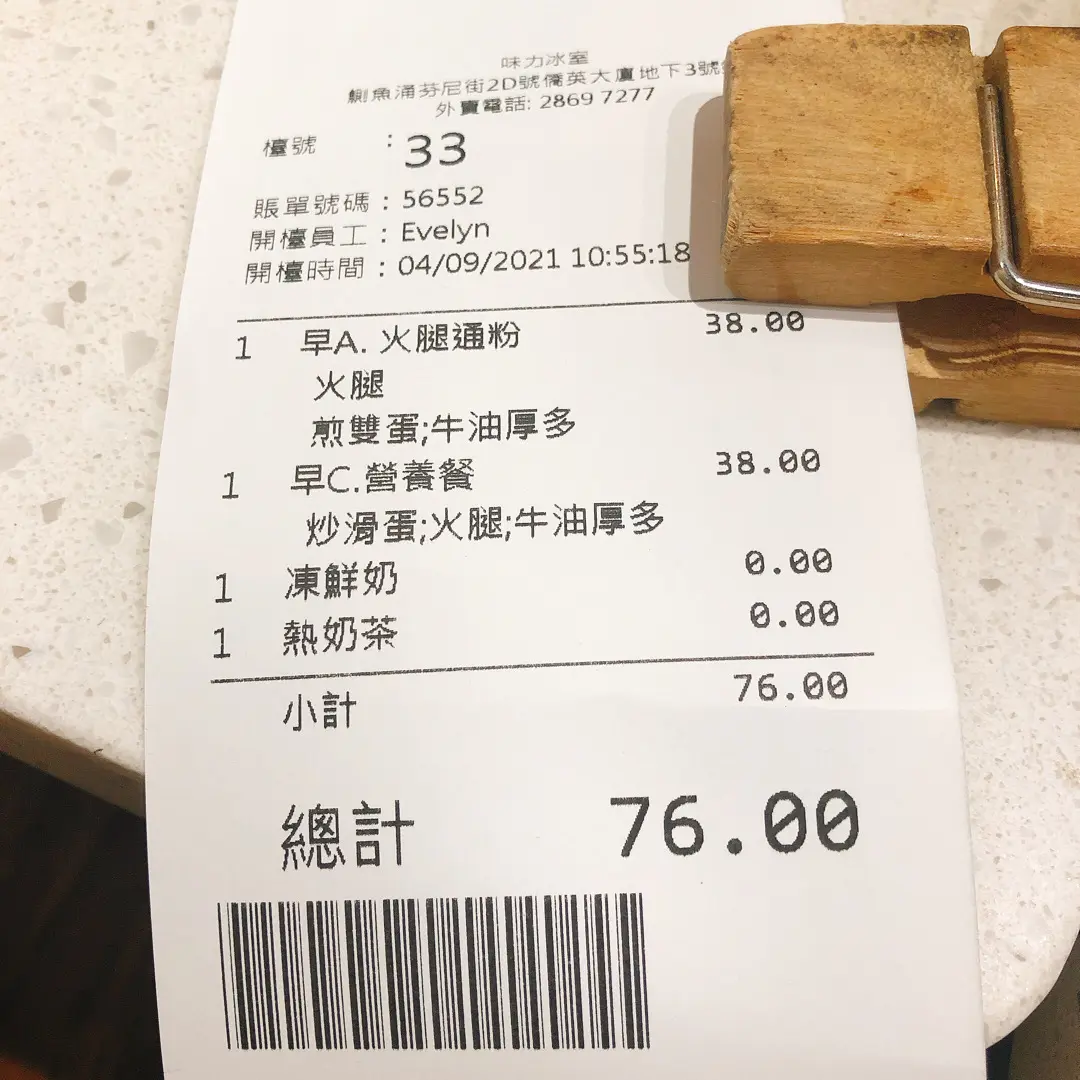 味力冰室
鰂魚涌芬尼街2D號僑英大廈地下3號
外賣電話: 2869 7277
檯號 : 33
賬單號碼 : 56552
開檯員工 : Evelyn
開檯時間 : 04/09/2021 10:55:18
1 早A. 火腿通粉 38.00
火腿
煎雙蛋;牛油厚多
1 早C.營養餐 38.00
炒滑蛋;火腿;牛油厚多
1 凍鮮奶 0.00
1 熱奶茶 0.00
小計 76.00
總計 76.00